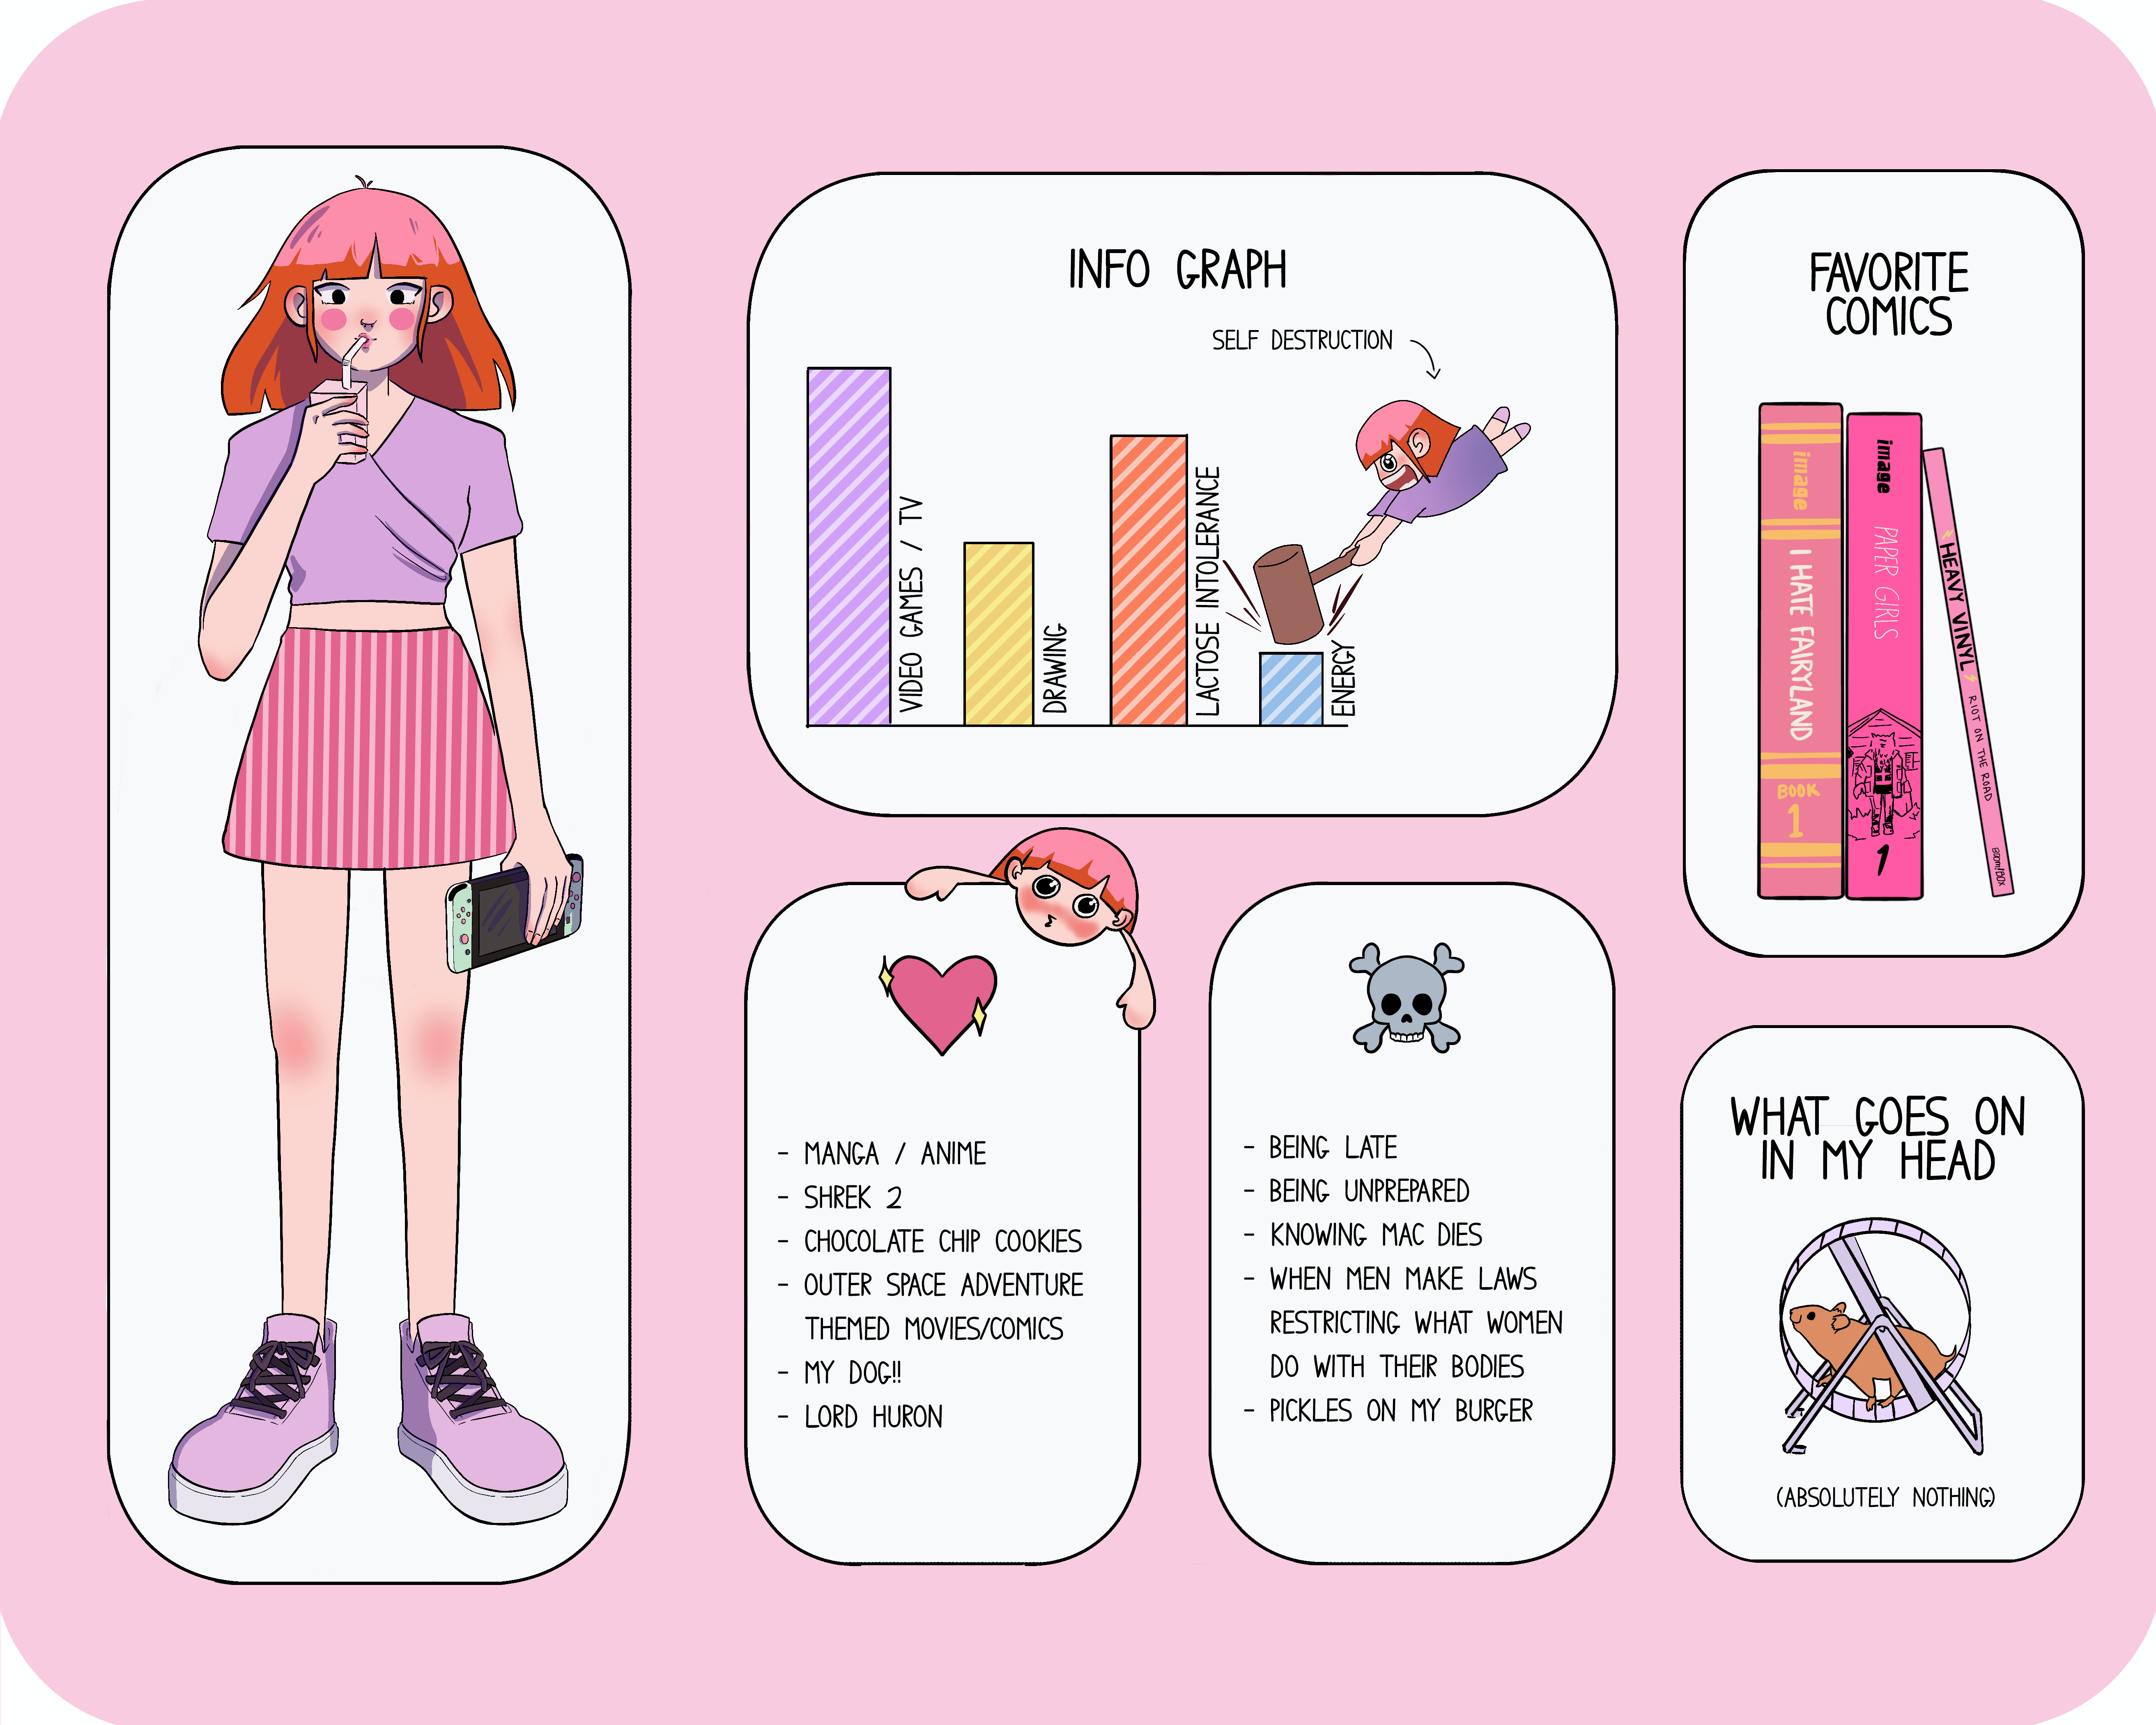 INFO GRAPH
SELF DESTRUCTION
VIDEO GAMES / TV
DRAWING
LACTOSE INTOLERANCE
ENERGY
FAVORITE
COMICS
image
I HATE FAIRYLAND
BOOK
1
image
PAPER GIRLS
1
HEAVY VINYL
RIOT ON THE ROAD
BOOM! BOX
- MANGA / ANIME
- SHREK 2
- CHOCOLATE CHIP COOKIES
- OUTER SPACE ADVENTURE
THEMED MOVIES/COMICS
- MY DOG!!
- LORD HURON
- BEING LATE
- BEING UNPREPARED
- KNOWING MAC DIES
- WHEN MEN MAKE LAWS
RESTRICTING WHAT WOMEN
DO WITH THEIR BODIES
- PICKLES ON MY BURGER
WHAT GOES ON
IN MY HEAD
(ABSOLUTELY NOTHING)